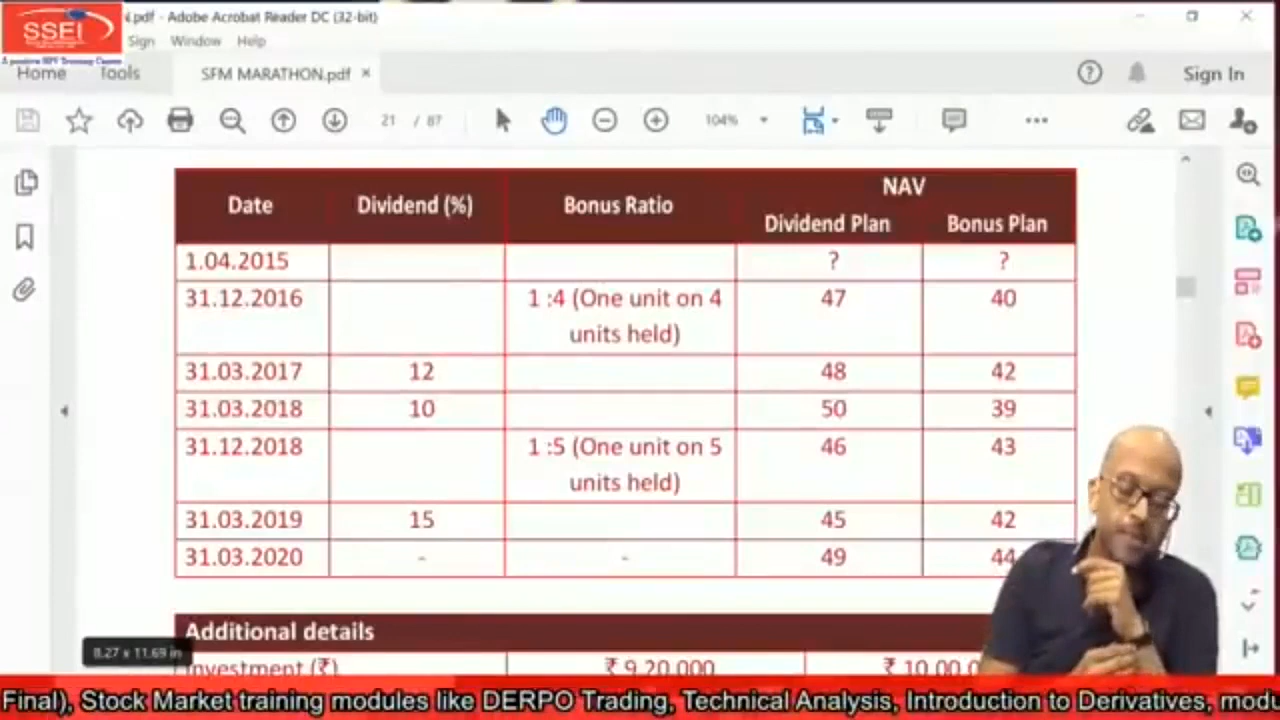 SSEI
.pdf - Adobe Acrobat Reader DC (32-bit)
Sign Window Help
Home Tools SFM MARATHON.pdf × Sign In
21 / 87 104%
Date Dividend (%) Bonus Ratio NAV
Dividend Plan Bonus Plan
1.04.2015 ? ?
31.12.2016 1 :4 (One unit on 4 47 40
units held)
31.03.2017 12 48 42
31.03.2018 10 50 39
31.12.2018 1 :5 (One unit on 5 46 43
units held)
31.03.2019 15 45 42
31.03.2020 - - 49 44
Additional details
8.27 x 11.69 in
Investment (₹) ₹ 9,20,000 ₹ 10,00,0
Final), Stock Market training modules like DERPO Trading, Technical Analysis, Introduction to Derivatives, modu